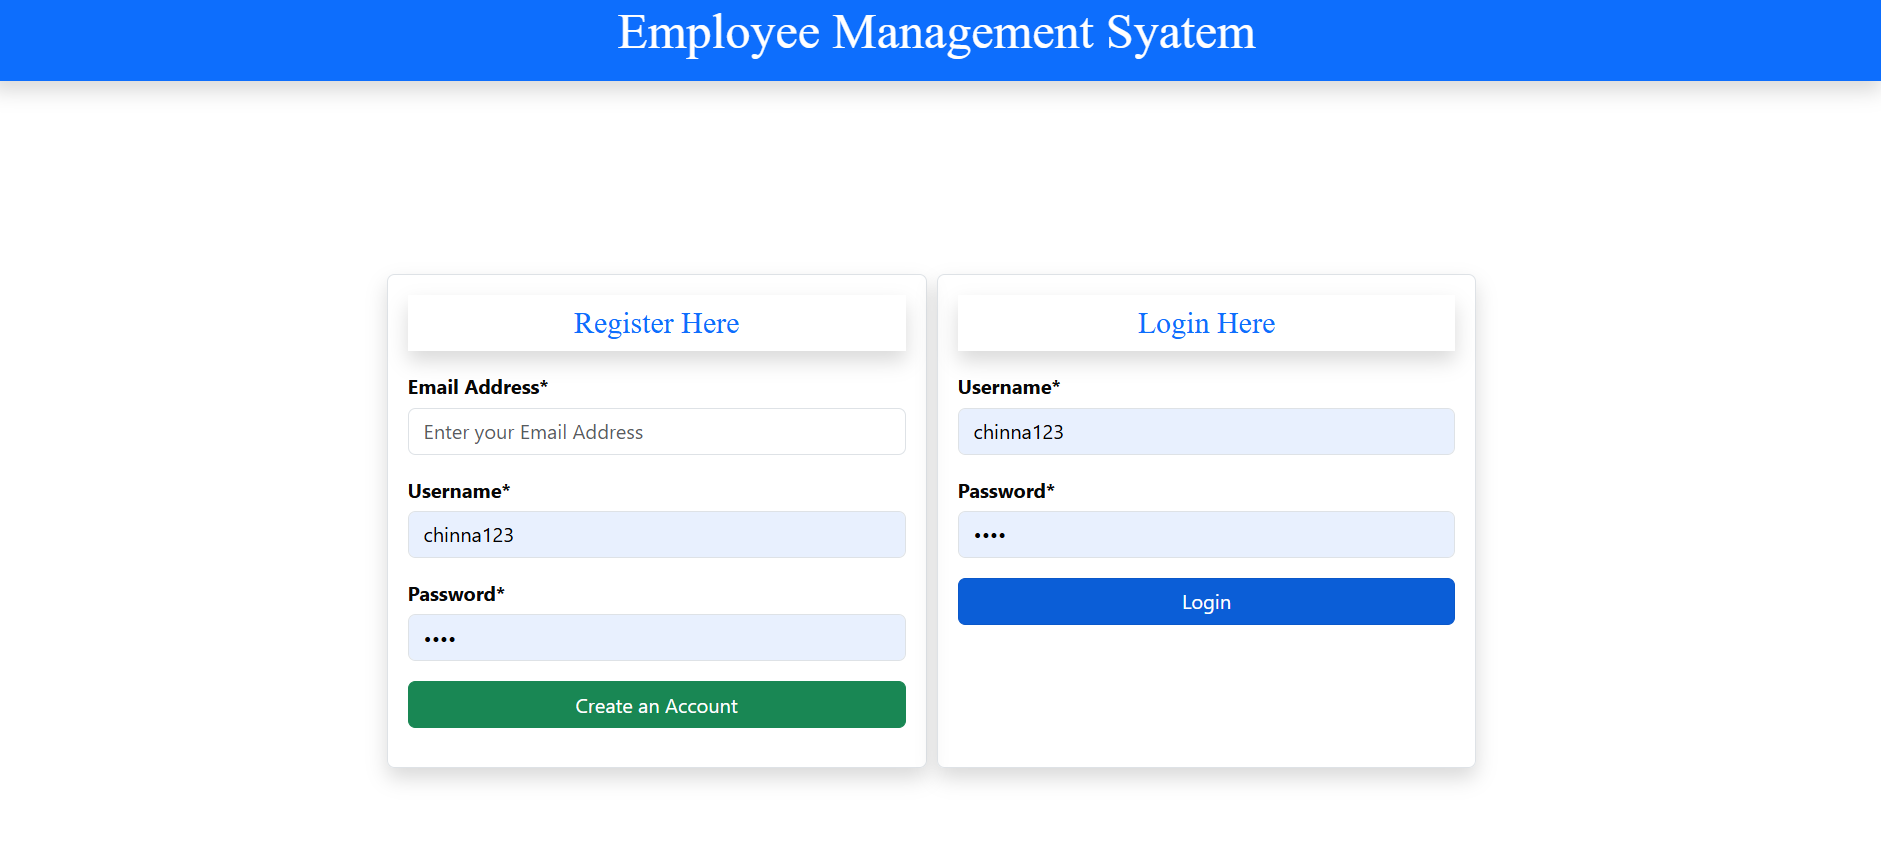 Employee Management Syatem
Register Here
Email Address*
Enter your Email Address
Username*
chinna123
Password*
••••
Create an Account
Login Here
Username*
chinna123
Password*
••••
Login